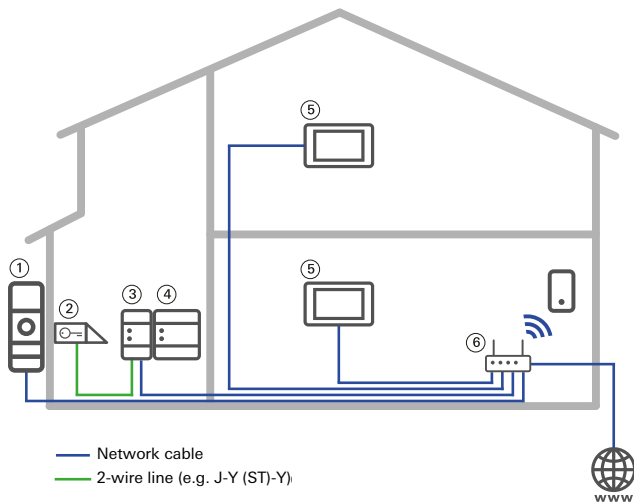 ⑤
①
②
③
④
⑤
⑥
Network cable
2-wire line (e.g. J-Y (ST)-Y)
www